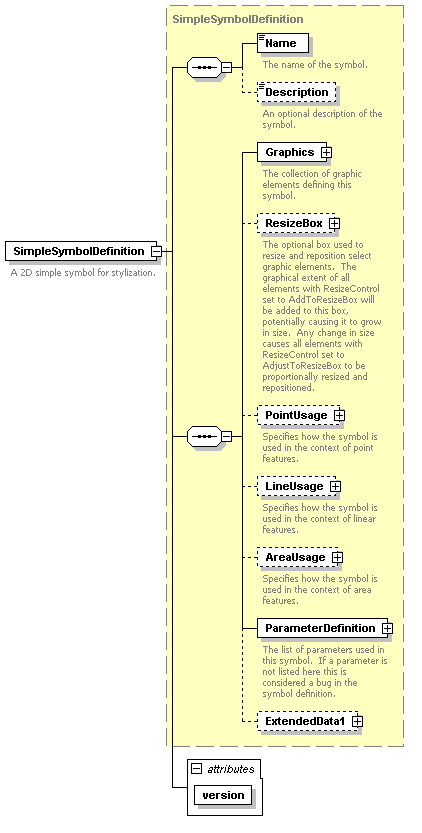 SimpleSymbolDefinition
Name
The name of the symbol.
Description
An optional description of the
symbol.
Graphics
The collection of graphic
elements defining this
symbol.
ResizeBox
The optional box used to
resize and reposition select
graphic elements.  The
graphical extent of all
elements with ResizeControl
set to AddToResizeBox will
be added to this box,
potentially causing it to grow
in size.  Any change in size
causes all elements with
ResizeControl set to
AdjustToResizeBox to be
proportionally resized and
repositioned.
SimpleSymbolDefinition
A 2D simple symbol for stylization.
PointUsage
Specifies how the symbol is
used in the context of point
features.
LineUsage
Specifies how the symbol is
used in the context of linear
features.
AreaUsage
Specifies how the symbol is
used in the context of area
features.
ParameterDefinition
The list of parameters used in
this symbol.  If a parameter is
not listed here this is
considered a bug in the
symbol definition.
ExtendedData1
attributes
version